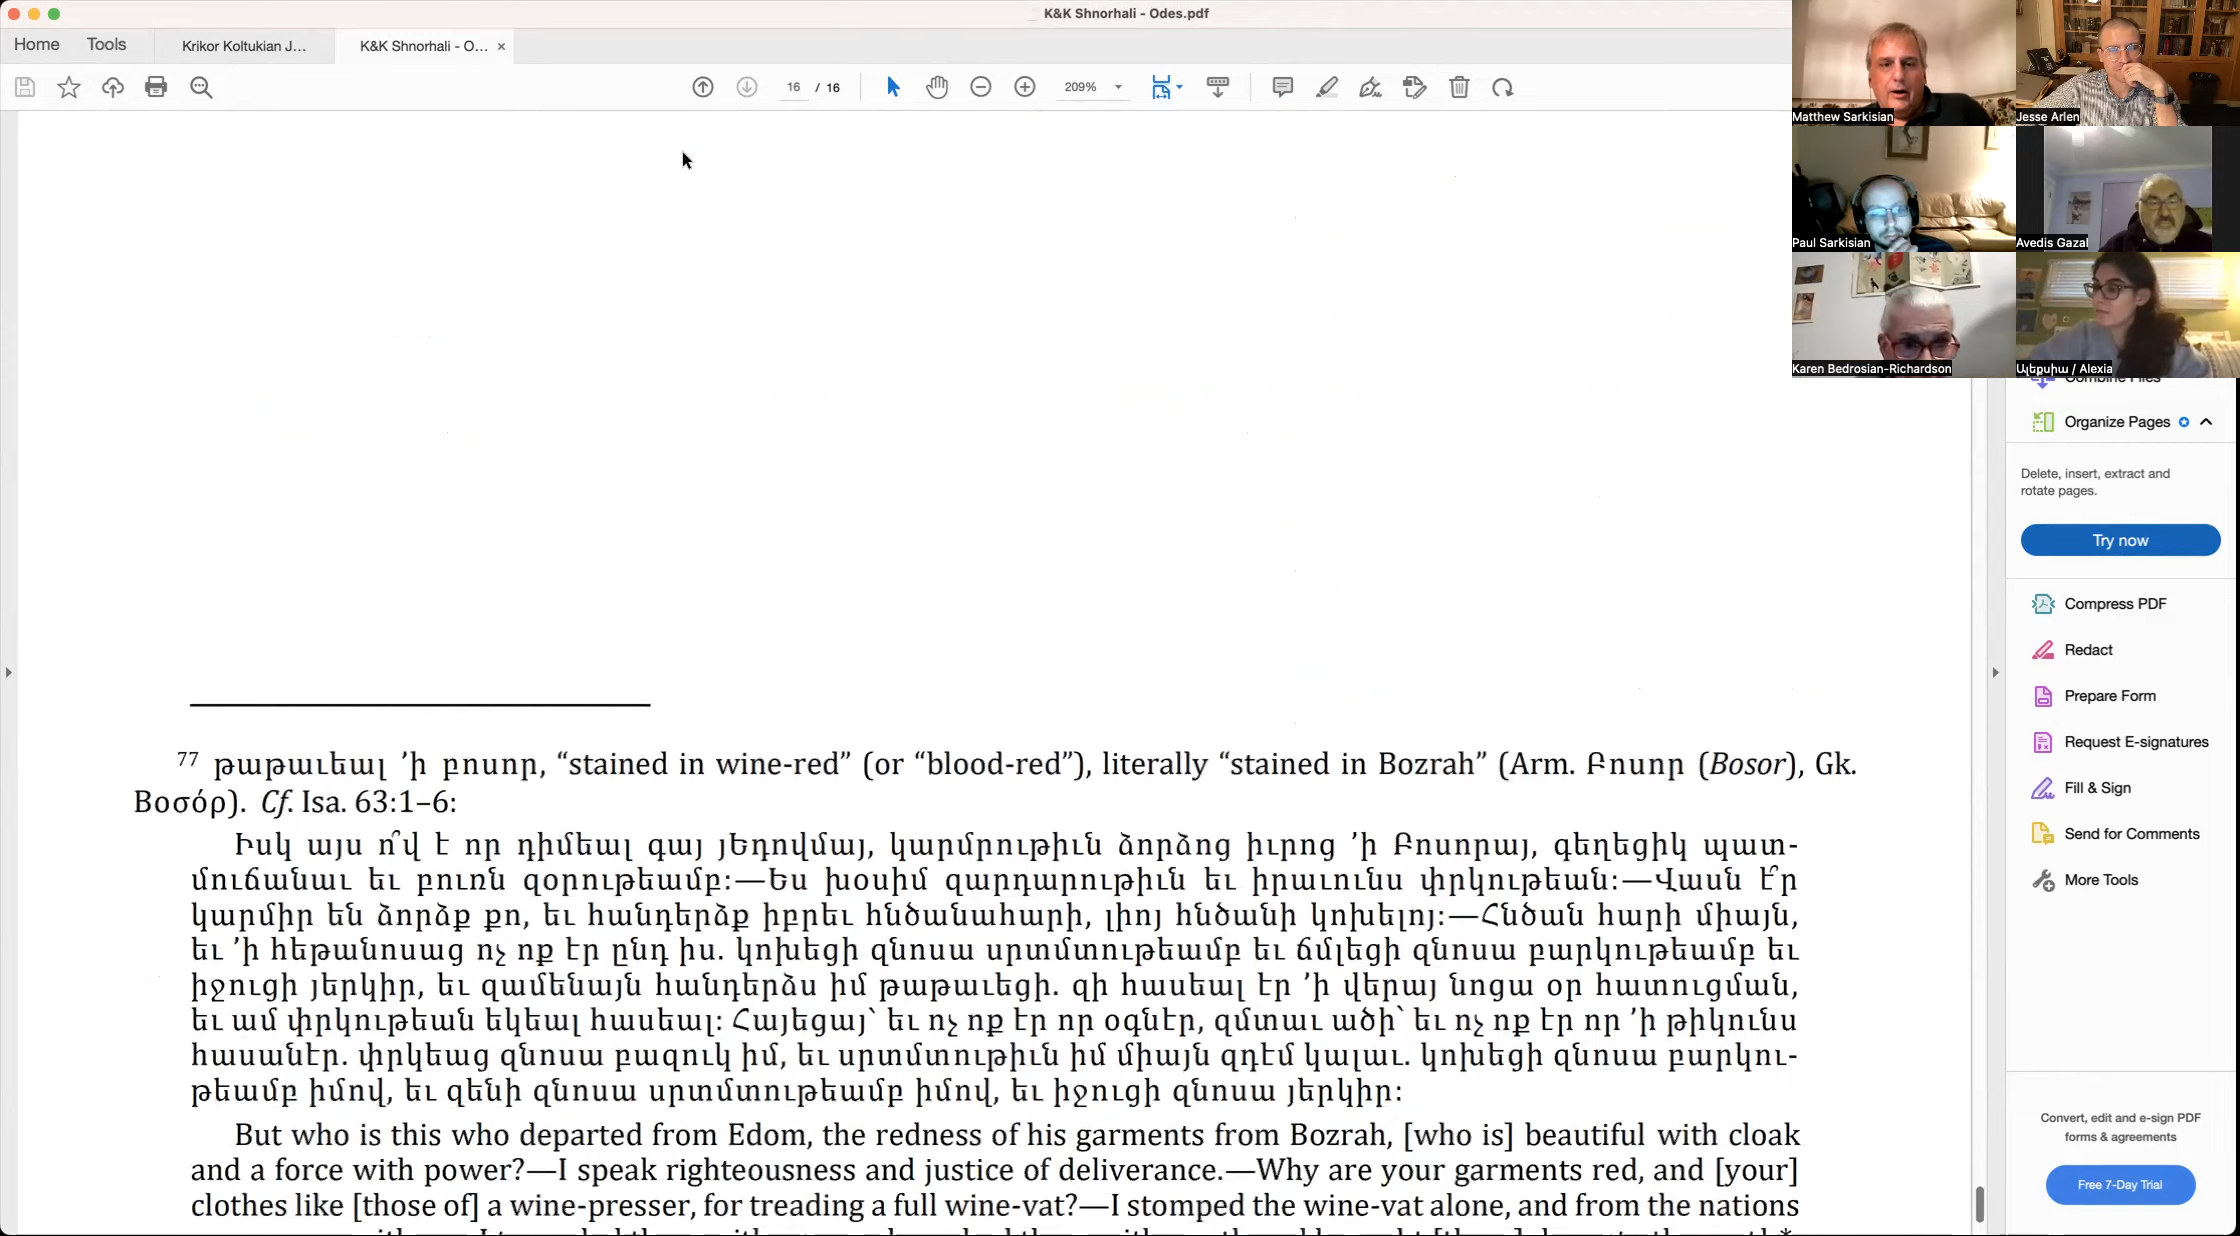 K&K Shnorhali - Odes.pdf
Home Tools Krikor Koltukian J... K&K Shnorhali - O... ×
16 / 16 209%
Matthew Sarkisian Jesse Arlen
Paul Sarkisian Avedis Gazal
Karen Bedrosian-Richardson / Alexia
Combine Files
Organize Pages
Delete, insert, extract and
rotate pages.
Try now
Compress PDF
Redact
Prepare Form
Request E-signatures
Fill & Sign
Send for Comments
More Tools
Convert, edit and e-sign PDF
forms & agreements
Free 7-Day Trial
77 թաթաւեալ ’ի բոսոր, “stained in wine-red” (or “blood-red”), literally “stained in Bozrah” (Arm. Բոսոր (Bosor), Gk.
Βοσόρ). Cf. Isa. 63:1–6:
Իսկ այս ո՞վ է որ դիմեալ գայ յԵդովմայ, կարմրութիւն ձորձոց իւրոց ’ի Բոսորայ, գեղեցիկ պատ-
մուճանաւ եւ բուռն զօրութեամբ։—Ես խօսիմ զարդարութիւն եւ իրաւունս փրկութեան։—Վասն է՞ր
կարմիր են ձորձք քո, եւ հանդերձք իբրեւ հնծանահարի, լիոյ հնծանի կոխելոյ։—Հնծան հարի միայն,
եւ ’ի հեթանոսաց ոչ ոք էր ընդ իս. կոխեցի զնոսա սրտմտութեամբ եւ ճմլեցի զնոսա բարկութեամբ եւ
իջուցի յերկիր, եւ զամենայն հանդերձս իմ թաթաւեցի. զի հասեալ էր ’ի վերայ նոցա օր հատուցման,
եւ ամ փրկութեան եկեալ հասեալ։ Հայեցայ՝ եւ ոչ ոք էր որ օգնէր, զմտաւ ածի՝ եւ ոչ ոք էր որ ’ի թիկունս
հասանէր. փրկեաց զնոսա բազուկ իմ, եւ սրտմտութիւն իմ միայն զդէմ կալաւ. կոխեցի զնոսա բարկու-
թեամբ իմով, եւ զենի զնոսա սրտմտութեամբ իմով, եւ իջուցի զնոսա յերկիր։
But who is this who departed from Edom, the redness of his garments from Bozrah, [who is] beautiful with cloak
and a force with power?—I speak righteousness and justice of deliverance.—Why are your garments red, and [your]
clothes like [those of] a wine-presser, for treading a full wine-vat?—I stomped the wine-vat alone, and from the nations